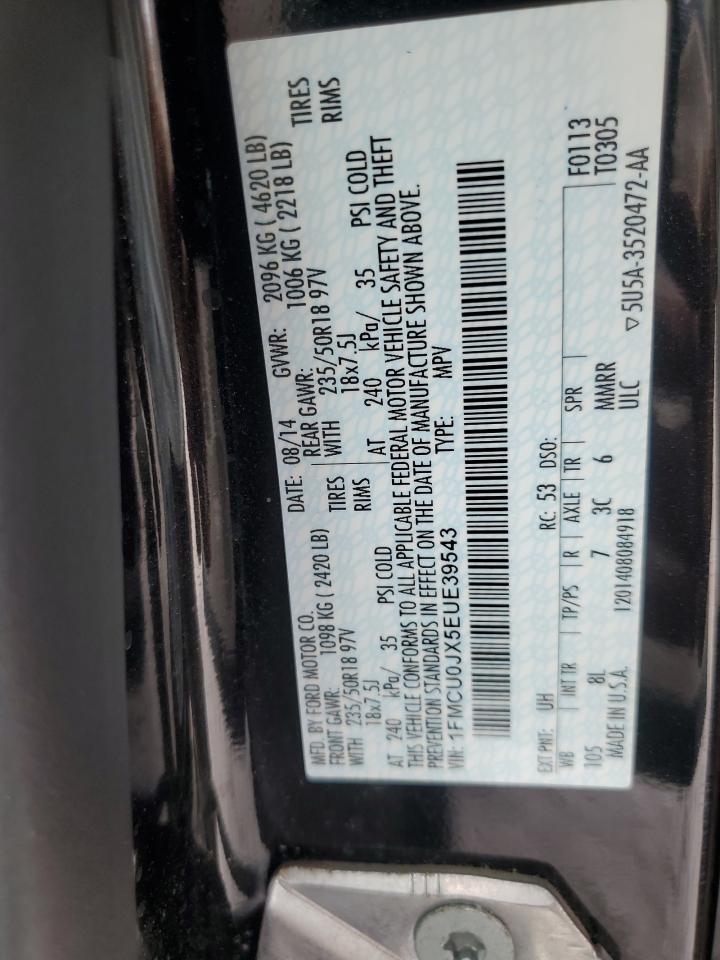 MFD. BY FORD MOTOR CO. DATE: 08/14 GVWR: 2096 KG ( 4620 LB)
FRONT GAWR: 1098 KG ( 2420 LB) REAR GAWR: 1006 KG ( 2218 LB)
WITH 235/50R18 97V TIRES WITH 235/50R18 97V TIRES
18x7.5J RIMS 18x7.5J RIMS
AT 240 kPa/ 35 PSI COLD AT 240 kPa/ 35 PSI COLD
THIS VEHICLE CONFORMS TO ALL APPLICABLE FEDERAL MOTOR VEHICLE SAFETY AND THEFT
PREVENTION STANDARDS IN EFFECT ON THE DATE OF MANUFACTURE SHOWN ABOVE.
VIN: 1FMCU0JX5EUE39543 TYPE: MPV
EXT PNT: UH RC: 53 DSO: F0113
WB INT TR TP/PS R AXLE TR SPR T0305
105 8L 7 3C 6 MMRR
MADE IN U.S.A. 1201408084918 ULC ▽5U5A-3520472-AA